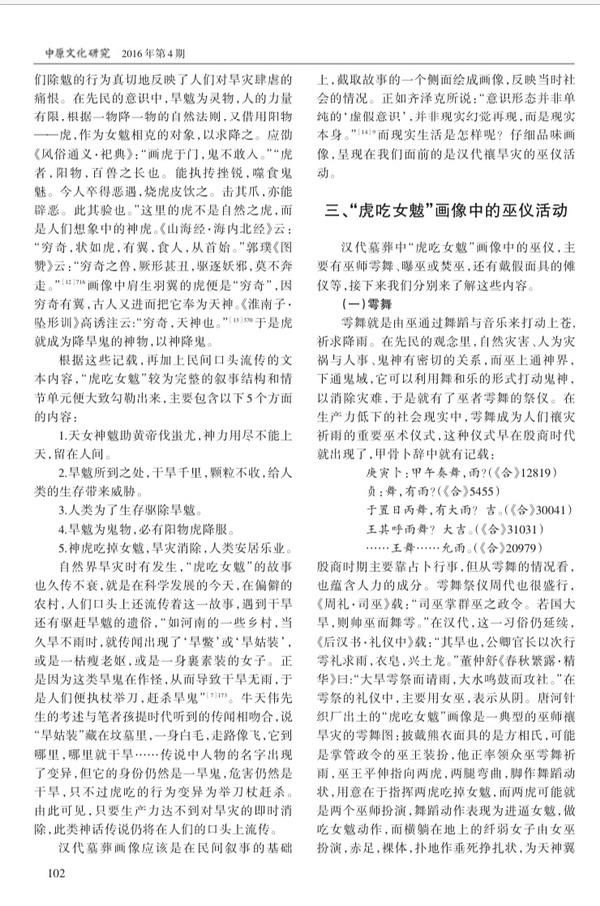 中原文化研究 2016年第4期
们除魃的行为真切地反映了人们对旱灾肆虐的
痛恨。在先民的意识中，旱魃为灵物，人的力量
有限，根据一物降一物的自然法则，又借用阳物
——虎，作为女魃相克的对象，以求降之。应劭
《风俗通义·祀典》：“画虎于门，鬼不敢入。”“虎
者，阳物，百兽之长也。能执抟挫锐，噬食鬼
魅。今人卒得恶遇，烧虎皮饮之。击其爪，亦能
辟恶。此其验也。”这里的虎不是自然之虎，而
是人们想象中的神虎。《山海经·海内北经》云：
“穷奇，状如虎，有翼，食人，从首始。”郭璞《图
赞》云：“穷奇之兽，厥形甚丑，驱逐妖邪，莫不奔
走。”[12]716画像中肩生羽翼的虎便是“穷奇”，因
穷奇有翼，古人又进而把它奉为天神。《淮南子·
坠形训》高诱注云：“穷奇，天神也。”[13]370于是虎
就成为降旱鬼的神物，以神降鬼。
根据这些记载，再加上民间口头流传的文
本内容，“虎吃女魃”较为完整的叙事结构和情
节单元便大致勾勒出来，主要包含以下5个方面
的内容：
1.天女神魃助黄帝伐蚩尤，神力用尽不能上
天，留在人间。
2.旱魃所到之处，干旱千里，颗粒不收，给人
类的生存带来威胁。
3.人类为了生存驱除旱魃。
4.旱魃为鬼物，必有阳物虎降服。
5.神虎吃掉女魃，旱灾消除，人类安居乐业。
自然界旱灾时有发生，“虎吃女魃”的故事
也久传不衰，就是在科学发展的今天，在偏僻的
农村，人们口头上还流传着这一故事，遇到干旱
还有驱赶旱魃的遗俗，“如河南的一些乡村，当
久旱不雨时，就传闻出现了‘旱鳖’或‘旱姑装’，
或是一枯瘦老妪，或是一身裹素装的女子。正
是因为这类旱鬼在作怪，从而导致干旱无雨，于
是人们便执杖举刀，赶杀旱鬼”[7]173。牛天伟先
生的考述与笔者孩提时代听到的传闻相吻合，说
“旱姑装”藏在坟墓里，一身白毛，走路像飞，它到
哪里，哪里就干旱……传说中人物的名字出现
了变异，但它的身份仍然是一旱鬼，危害仍然是
干旱，只不过虎吃的行为变异为举刀杖赶杀。
由此可见，只要生产力达不到对旱灾的即时消
除，此类神话传说仍将在人们的口头上流传。
汉代墓葬画像应该是在民间叙事的基础
102
上，截取故事的一个侧面绘成画像，反映当时社
会的情况。正如齐泽克所说：“意识形态并非单
纯的‘虚假意识’，并非现实幻觉再现，而是现实
本身。”[14]9而现实生活是怎样呢？仔细品味画
像，呈现在我们面前的是汉代禳旱灾的巫仪活
动。
三、“虎吃女魃”画像中的巫仪活动
汉代墓葬中“虎吃女魃”画像中的巫仪，主
要有巫师雩舞、曝巫或焚巫，还有戴假面具的傩
仪等，接下来我们分别来了解这些内容。
（一）雩舞
雩舞就是由巫通过舞蹈与音乐来打动上苍，
祈求降雨。在先民的观念里，自然灾害、人为灾
祸与人事、鬼神有密切的关系，而巫上通神界，
下通鬼域，它可以利用舞和乐的形式打动鬼神，
以消除灾难，于是就有了巫者雩舞的祭仪。在
生产力低下的社会现实中，雩舞成为人们禳灾
祈雨的重要巫术仪式，这种仪式早在殷商时代
就出现了，甲骨卜辞中就有记载：
庚寅卜：甲午奏舞，雨？（《合》12819）
贞：舞，有雨？（《合》5455）
于置日丙舞，有大雨？吉。（《合》30041）
王其呼雨舞？大吉。（《合》31031）
……王舞……允雨。（《合》20979）
殷商时期主要靠占卜行事，但从雩舞的情况看，
也蕴含人力的成分。雩舞祭仪周代也很盛行，
《周礼·司巫》载：“司巫掌群巫之政令。若国大
旱，则帅巫而舞雩。”在汉代，这一习俗仍延续，
《后汉书·礼仪中》载：“其旱也，公卿官长以次行
雩礼求雨，衣皂，兴土龙。”董仲舒《春秋繁露·精
华》曰：“大旱雩祭而请雨，大水鸣鼓而攻社。”在
雩祭的礼仪中，主要用女巫，表示从阴。唐河针
织厂出土的“虎吃女魃”画像是一典型的巫师禳
旱灾的雩舞图：披戴熊衣面具的是方相氏，可能
是掌管政令的巫王装扮，他正率领众巫雩舞祈
雨，巫王平伸指向两虎，两腿弯曲，脚作舞蹈动
状，用意在于指挥两虎吃掉女魃，而两虎可能就
是两个巫师扮演，舞蹈动作表现为进逼女魃，做
吃女魃动作，而横躺在地上的纤弱女子由女巫
扮演，赤足，裸体，扑地作垂死挣扎状，为天神翼